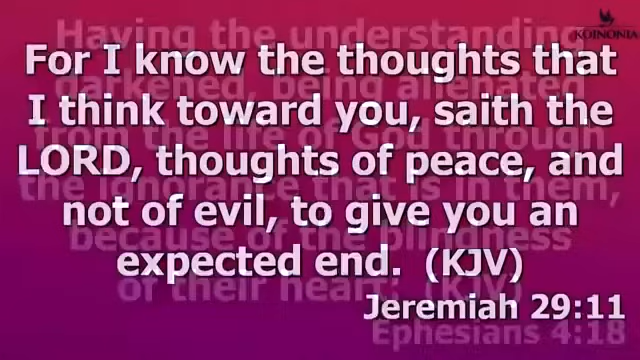 KOINONIA
For I know the thoughts that
I think toward you, saith the
LORD, thoughts of peace, and
not of evil, to give you an
expected end. (KJV)
Jeremiah 29:11
Having the understanding
darkened, being alienated
from the life of God through
the ignorance that is in them,
because of the blindness
of their heart: (KJV)
Ephesians 4:18